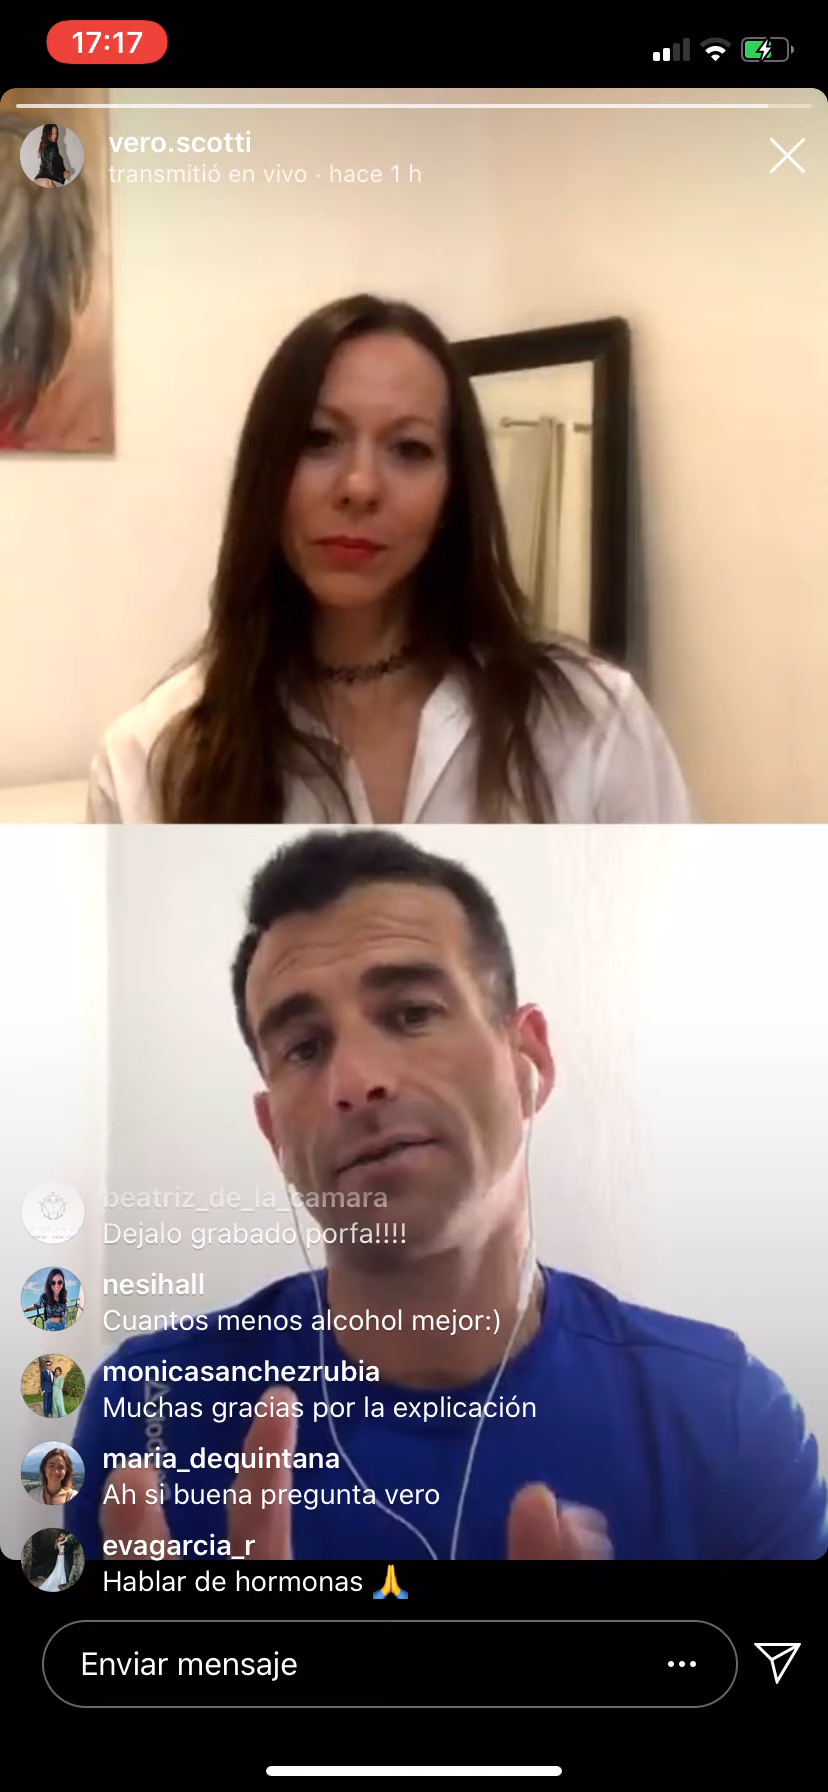 17:17
vero.scotti
transmitió en vivo · hace 1 h
beatriz_de_la_camara
Dejalo grabado porfa!!!!
nesihall
Cuantos menos alcohol mejor:)
monicasanchezrubia
Muchas gracias por la explicación
maria_dequintana
Ah si buena pregunta vero
evagarcia_r
Hablar de hormonas 🙏
Enviar mensaje